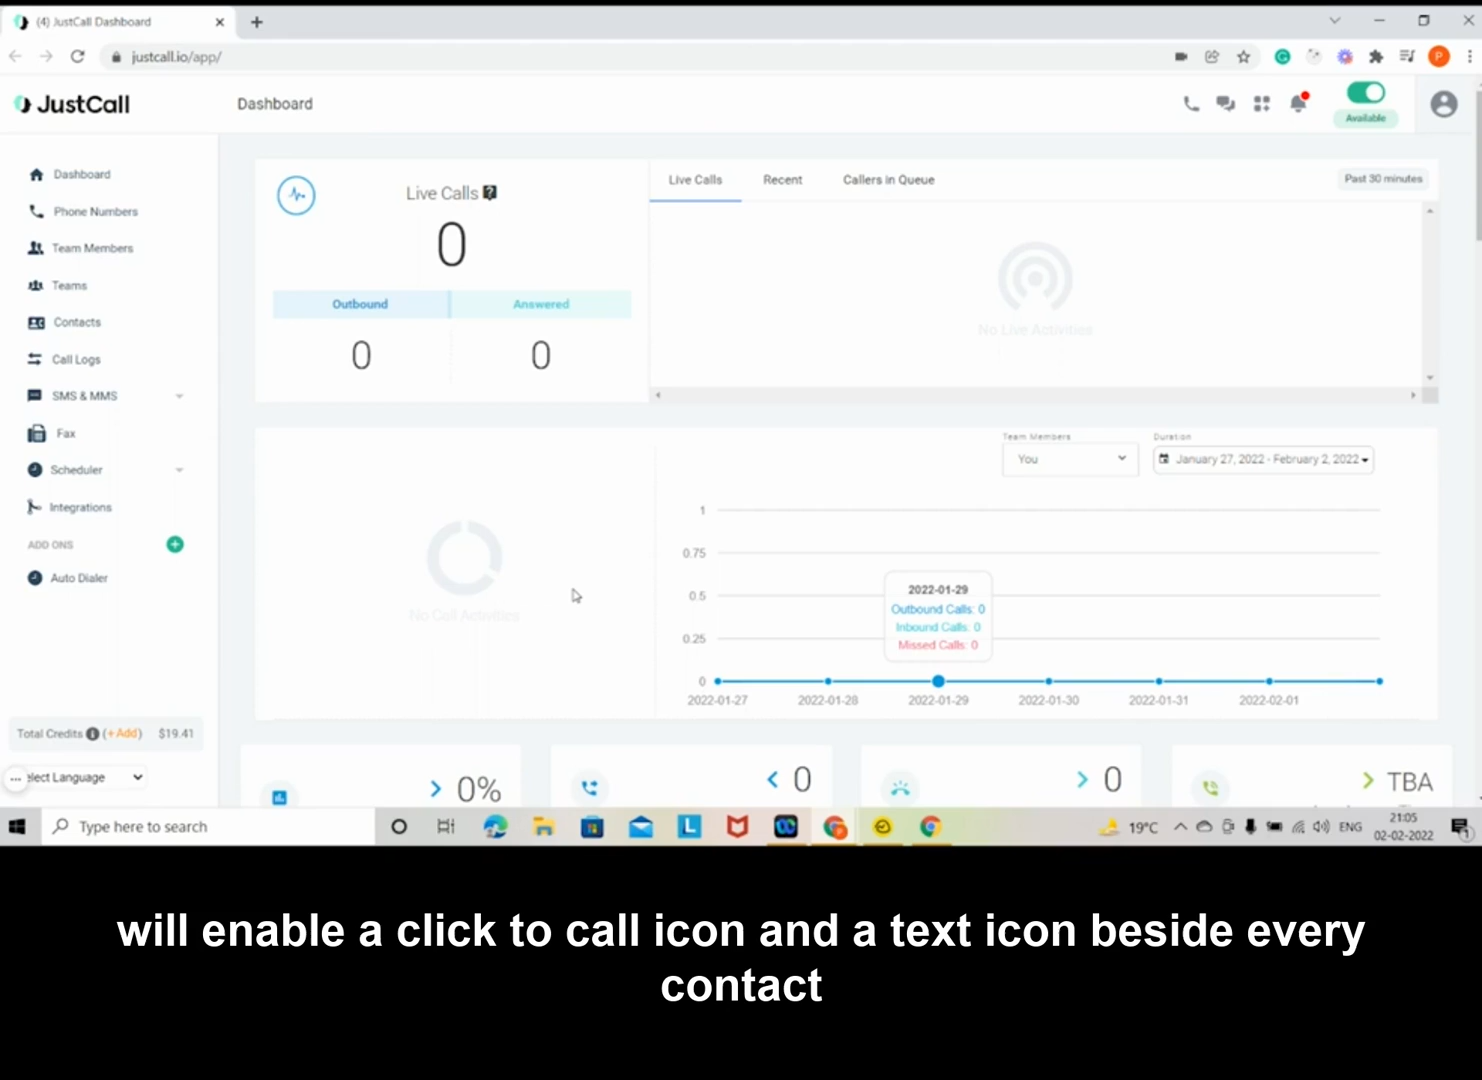 (4) JustCall Dashboard
justcall.io/app/
P
JustCall
Dashboard
Available
Dashboard
Phone Numbers
Team Members
Teams
Contacts
Call Logs
SMS & MMS
Fax
Scheduler
Integrations
ADD ONS
Auto Dialer
Total Credits (+Add) $19.41
elect Language
Live Calls
0
Outbound Answered
0 0
Live Calls Recent Callers In Queue Past 30 minutes
No Live Activities
No Call Activities
Team Members
You
Duration
January 27, 2022 - February 2, 2022
1
0.75
0.5
0.25
0
2022-01-29
Outbound Calls: 0
Inbound Calls: 0
Missed Calls: 0
2022-01-27 2022-01-28 2022-01-29 2022-01-30 2022-01-31 2022-02-01
0% 0 0 TBA
Type here to search
19°C ENG
21:05
02-02-2022
will enable a click to call icon and a text icon beside every
contact